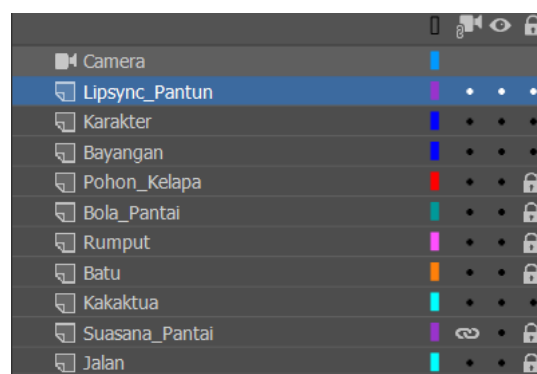 Camera
Lipsync_Pantun
Karakter
Bayangan
Pohon_Kelapa
Bola_Pantai
Rumput
Batu
Kakaktua
Suasana_Pantai
Jalan